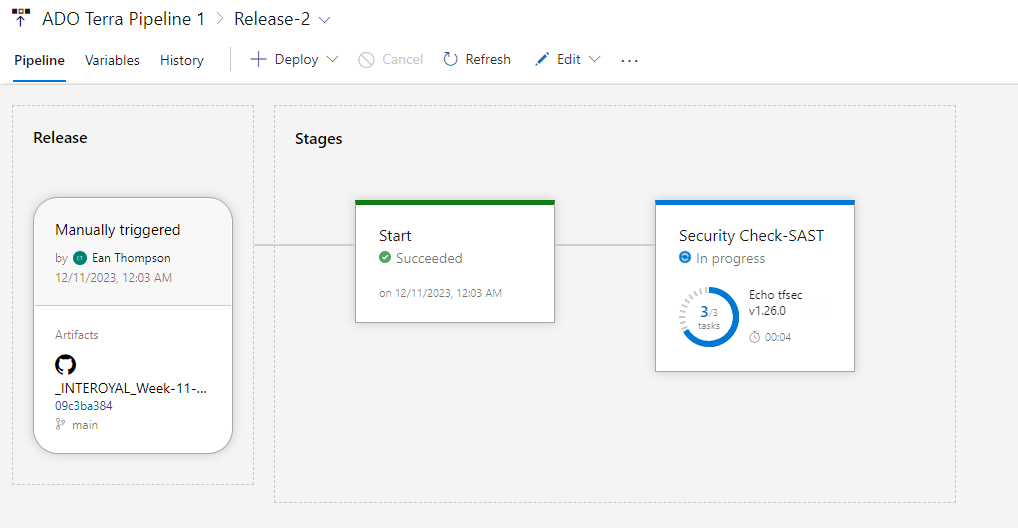 ADO Terra Pipeline 1 > Release-2
Pipeline Variables History Deploy Cancel Refresh Edit ...
Release
Manually triggered
by ET Ean Thompson
12/11/2023, 12:03 AM
Artifacts
_INTEROYAL_Week-11-...
09c3ba384
main
Stages
Start
Succeeded
on 12/11/2023, 12:03 AM
Security Check-SAST
In progress
3/3
tasks
Echo tfsec
v1.26.0
00:04